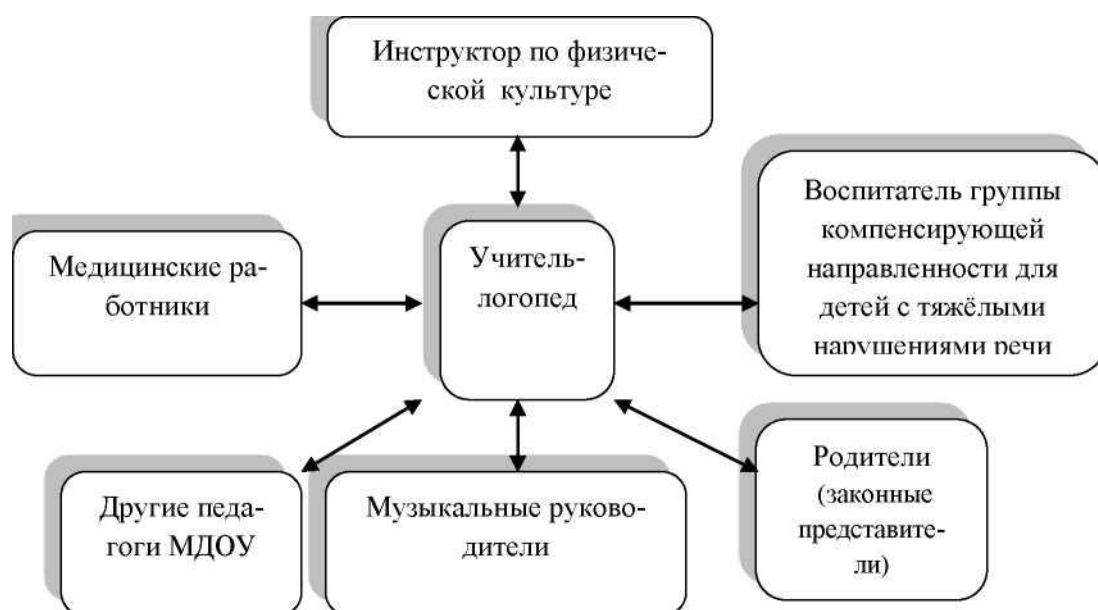 Инструктор по физиче-
ской культуре
Воспитатель группы
компенсирующей
направленности для
детей с тяжёлыми
нарушениями речи
Учитель-
логопед
Медицинские ра-
ботники
Родители
(законные
представите-
ли)
Другие педа-
гоги МДОУ
Музыкальные руково-
дители